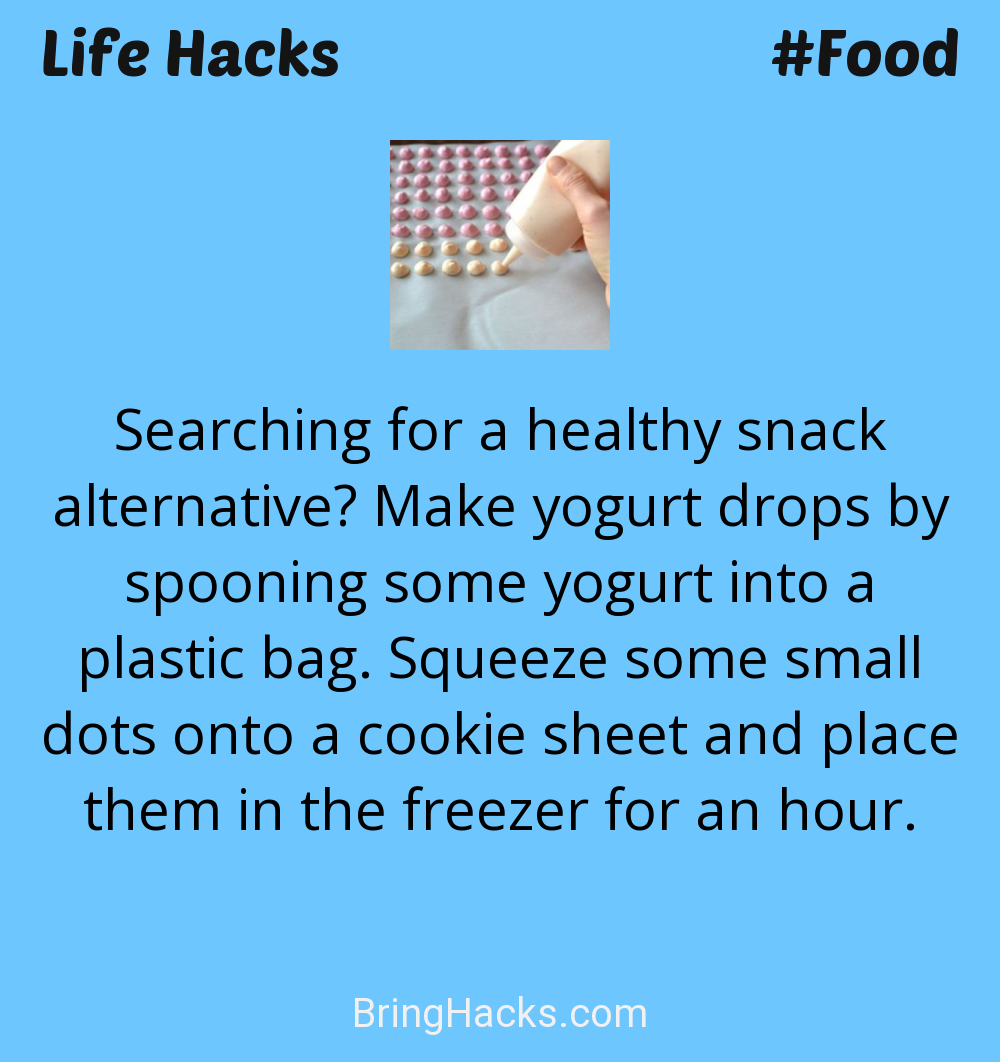 Life Hacks #Food
Searching for a healthy snack
alternative? Make yogurt drops by
spooning some yogurt into a
plastic bag. Squeeze some small
dots onto a cookie sheet and place
them in the freezer for an hour.
BringHacks.com